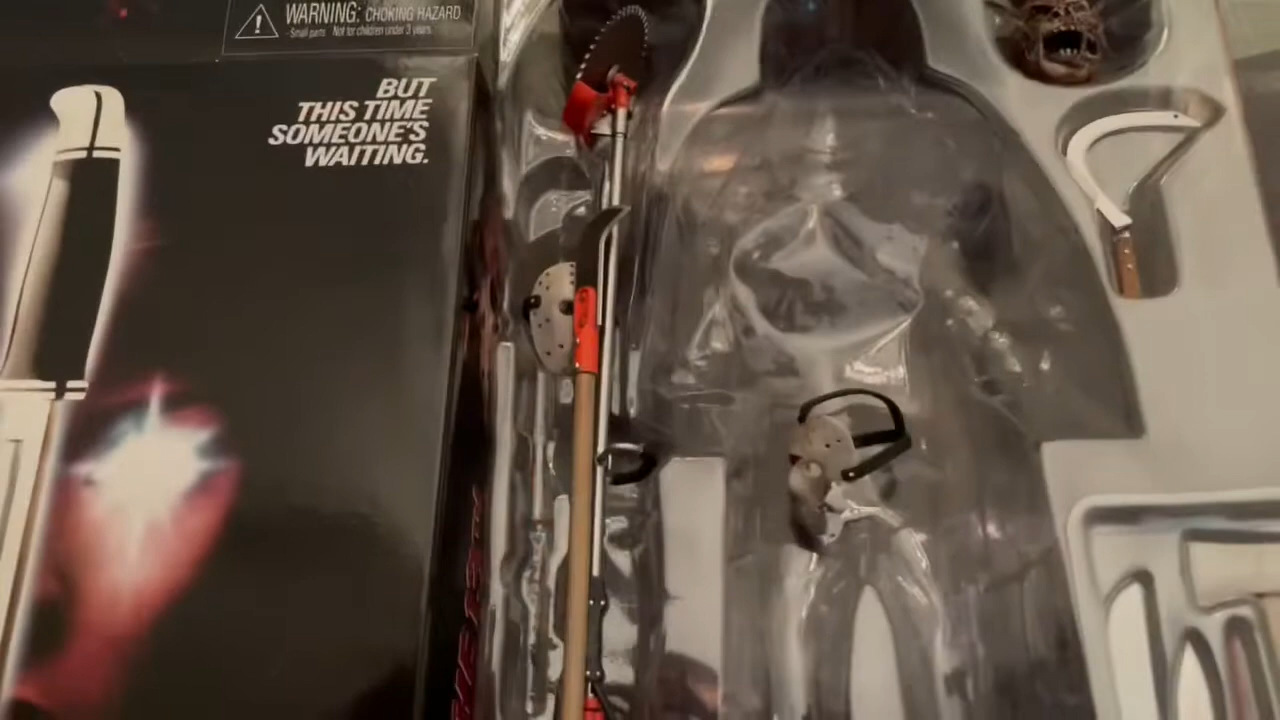 WARNING: CHOKING HAZARD
-Small parts Not for children under 3 years
BUT
THIS TIME
SOMEONE'S
WAITING.